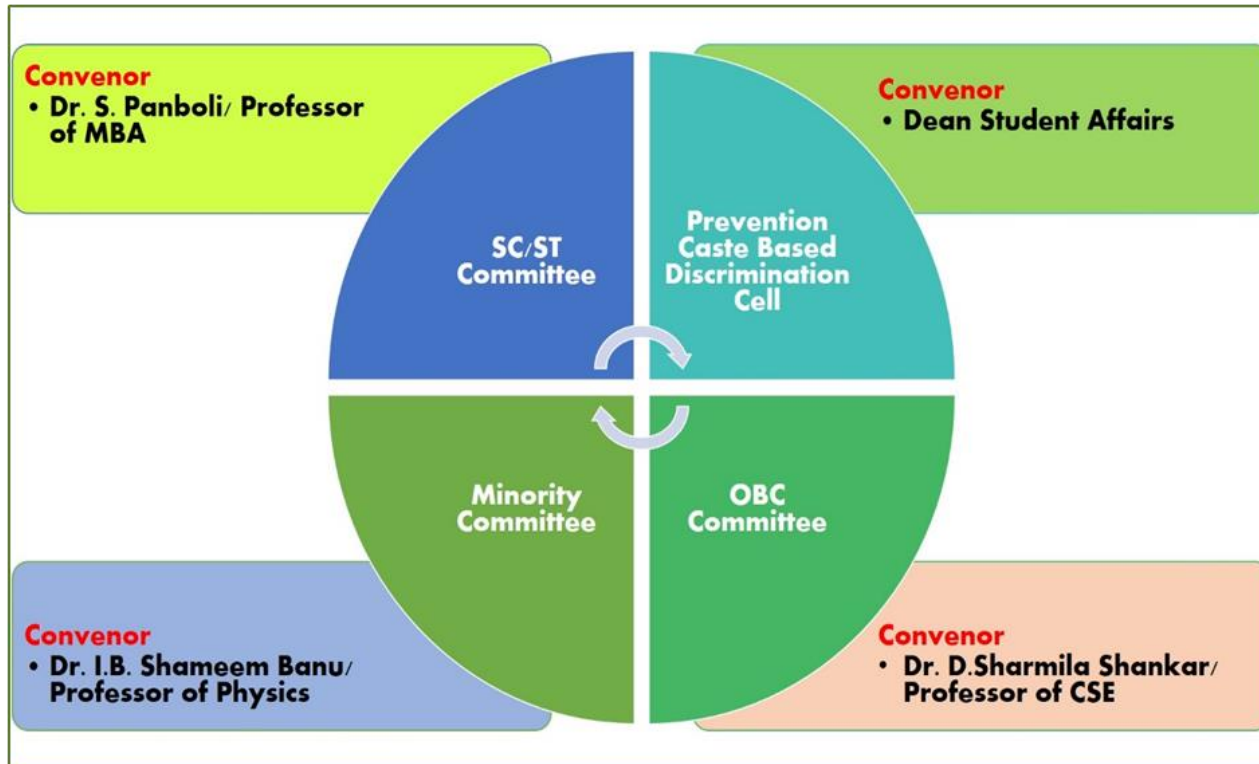 Convenor
• Dr. S. Panboli/ Professor
of MBA
Convenor
• Dean Student Affairs
SC/ST
Committee
Prevention
Caste Based
Discrimination
Cell
Minority
Committee
OBC
Committee
Convenor
• Dr. I.B. Shameem Banu/
Professor of Physics
Convenor
• Dr. D.Sharmila Shankar/
Professor of CSE